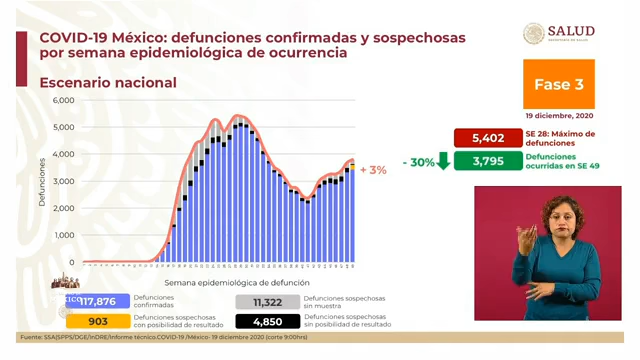 COVID-19 México: defunciones confirmadas y sospechosas
por semana epidemiológica de ocurrencia
SALUD
SECRETARÍA DE SALUD
Escenario nacional
Fase 3
19 diciembre, 2020
6,000
5,000
4,000
3,000
2,000
1,000
0
Defunciones
+ 3%
5,402
SE 28: Máximo de
defunciones
- 30%
3,795
Defunciones
ocurridas en SE 49
Semana epidemiológica de defunción
117,876
Defunciones
confirmadas
11,322
Defunciones sospechosas
sin muestra
903
Defunciones sospechosas
con posibilidad de resultado
4,850
Defunciones sospechosas
sin posibilidad de resultado
Fuente: SSA(SPPS/DGE/InDRE/Informe técnico.COVID-19 /México- 19 diciembre 2020 (corte 9:00hrs)